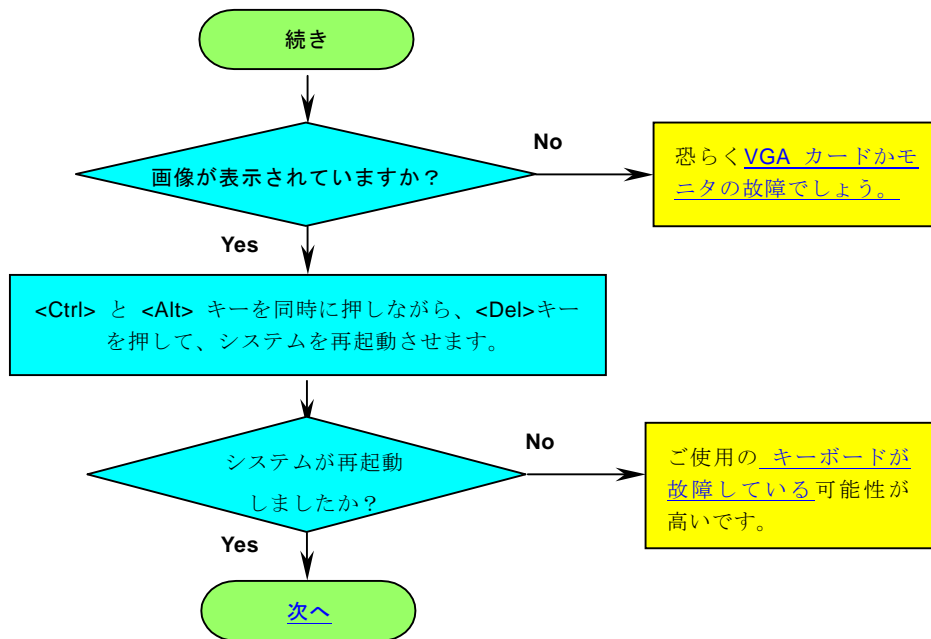 続き
画像が表示されていますか？
No
恐らくVGA カードかモ
ニタの故障でしょう。
Yes
<Ctrl> と <Alt> キーを同時に押しながら、<Del>キー
を押して、システムを再起動させます。
システムが再起動
しましたか？
No
ご使用の キーボードが
故障している 可能性が
高いです。
Yes
次へ